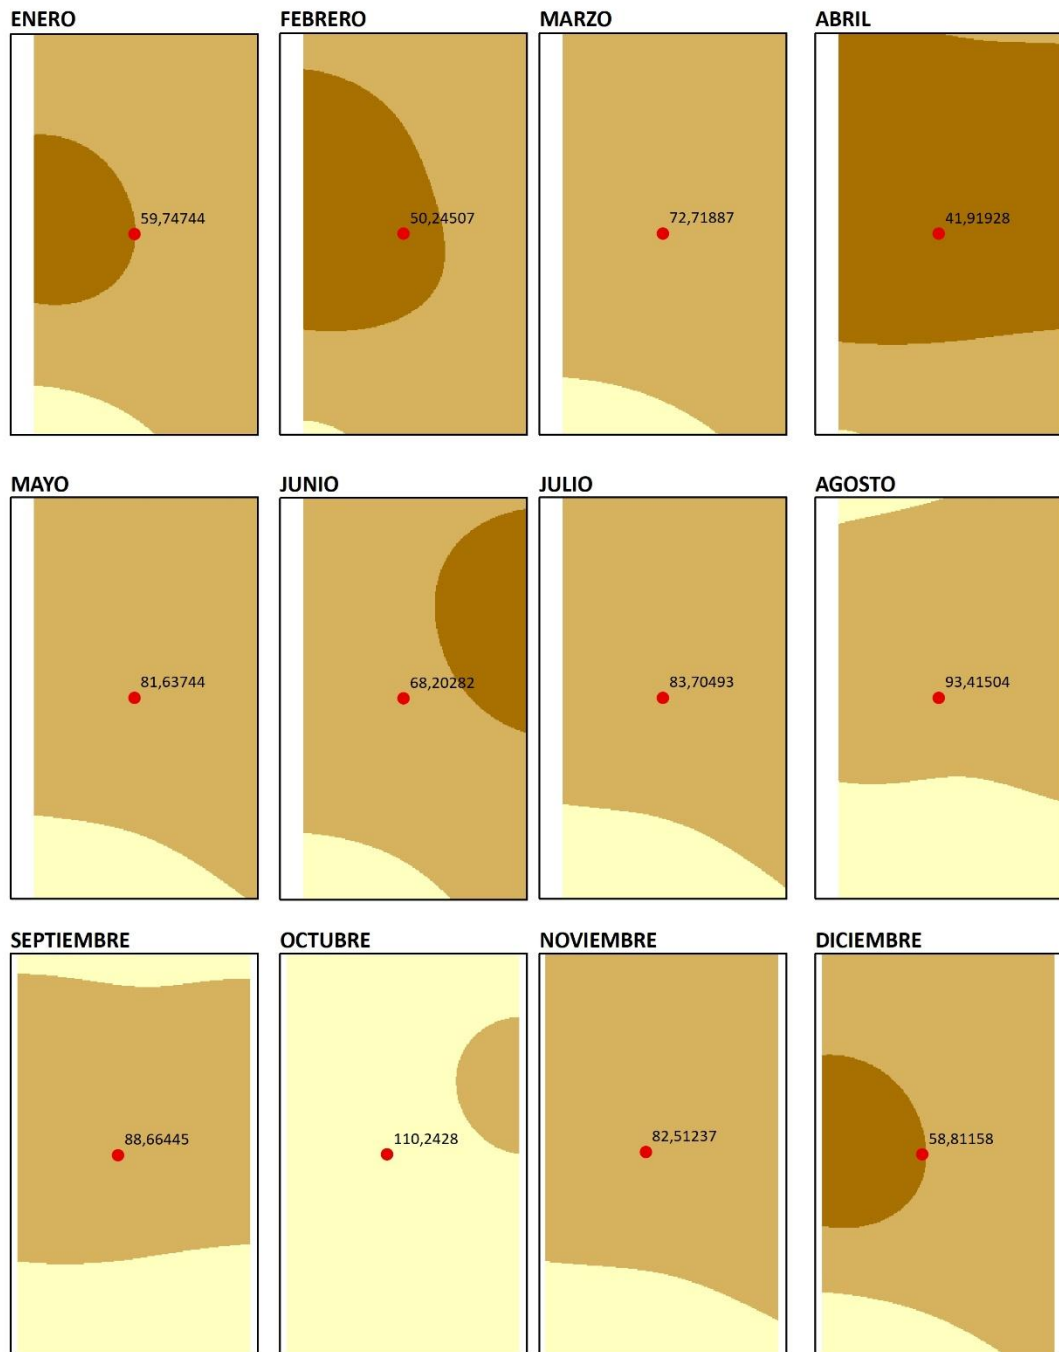 ENERO
FEBRERO
MARZO
ABRIL
59,74744
50,24507
72,71887
41,91928
MAYO
JUNIO
JULIO
AGOSTO
81,63744
68,20282
83,70493
93,41504
SEPTIEMBRE
OCTUBRE
NOVIEMBRE
DICIEMBRE
88,66445
110,2428
82,51237
58,81158